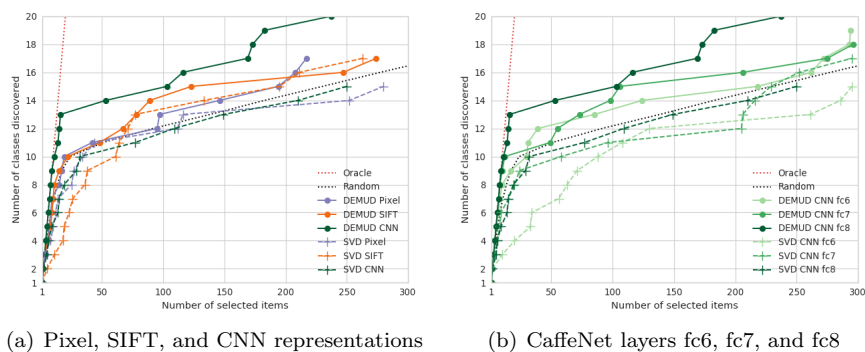 Number of classes discovered
20
18
16
14
12
10
8
6
4
2
1
1
50
100
150
200
250
300
Number of selected items
Oracle
Random
DEMUD Pixel
DEMUD SIFT
DEMUD CNN
SVD Pixel
SVD SIFT
SVD CNN
(a) Pixel, SIFT, and CNN representations
Number of classes discovered
20
18
16
14
12
10
8
6
4
2
1
1
50
100
150
200
250
300
Number of selected items
Oracle
Random
DEMUD CNN fc6
DEMUD CNN fc7
DEMUD CNN fc8
SVD CNN fc6
SVD CNN fc7
SVD CNN fc8
(b) CaffeNet layers fc6, fc7, and fc8